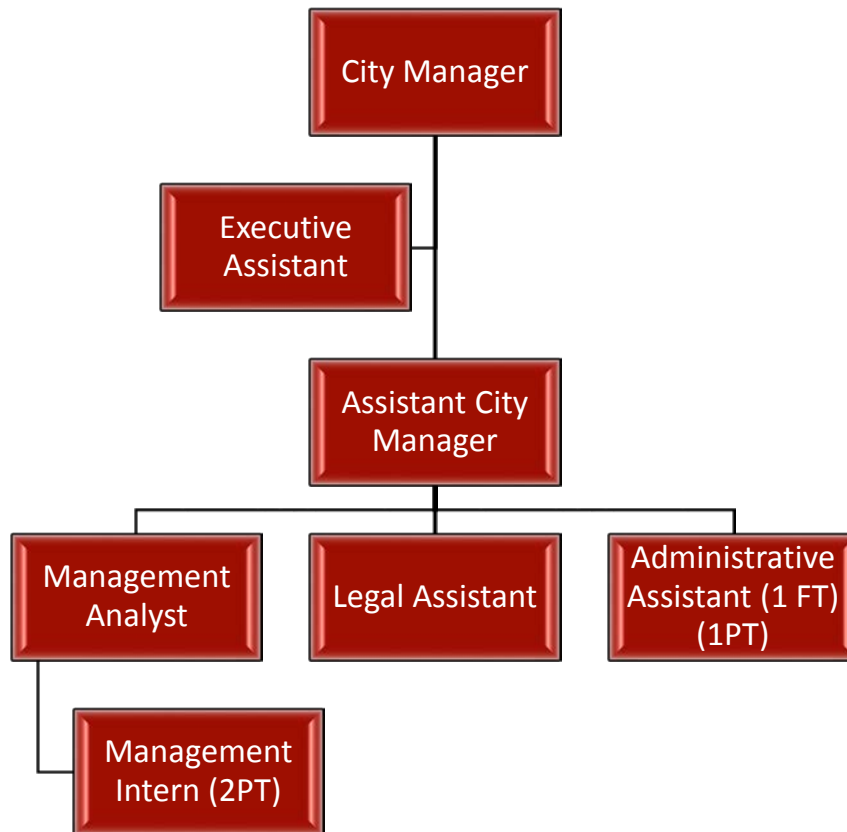 City Manager
Executive
Assistant
Assistant City
Manager
Management
Analyst
Legal Assistant
Administrative
Assistant (1 FT)
(1PT)
Management
Intern (2PT)